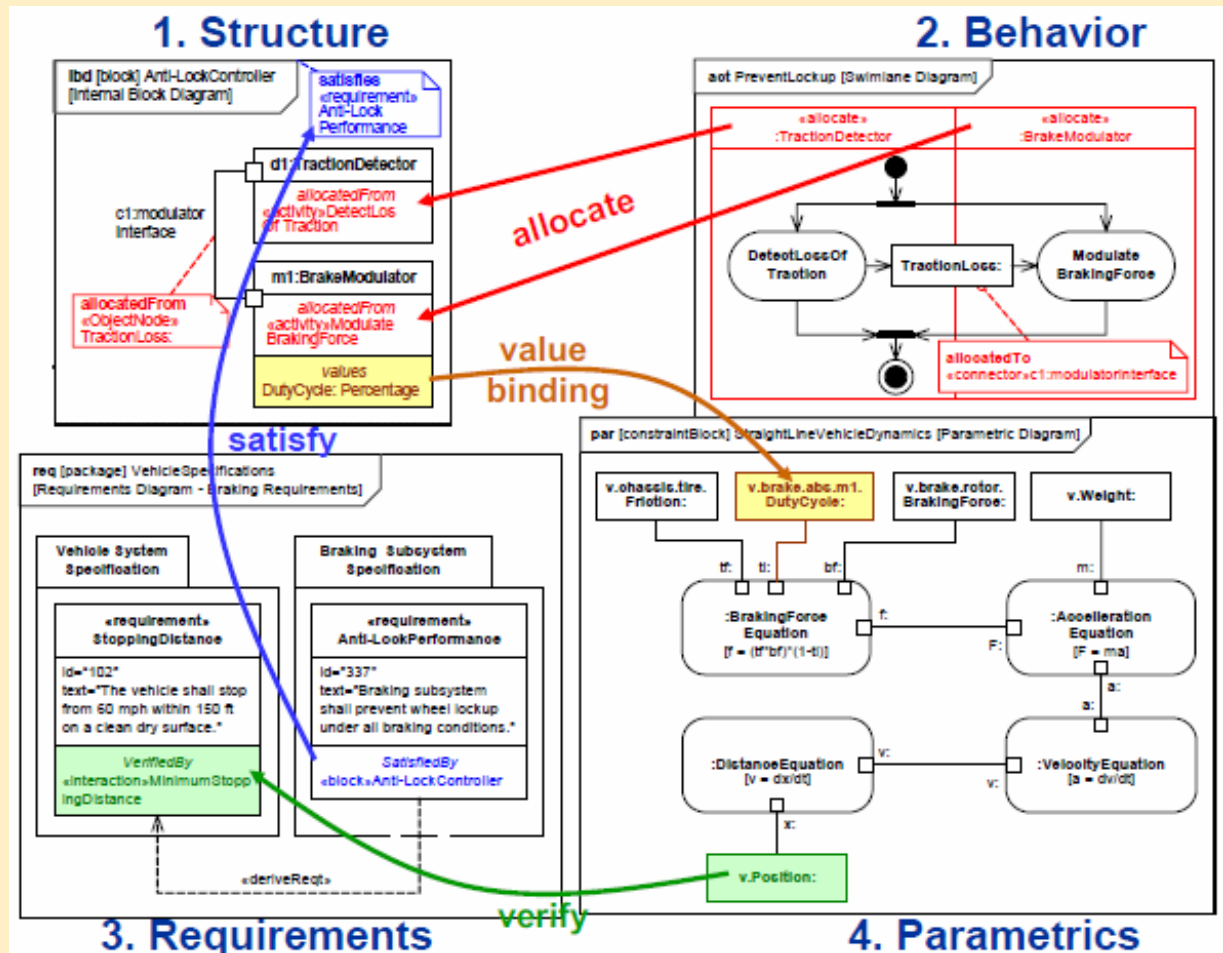 1. Structure
2. Behavior
ibd [block] Anti-LockController
[Internal Block Diagram]
satisfies
«requirement»
Anti-Lock
Performance
d1:TractionDetector
allocatedFrom
«activity»DetectLos
Of Traction
c1:modulator
Interface
m1:BrakeModulator
allocatedFrom
«activity»Modulate
BrakingForce
values
DutyCycle: Percentage
allocatedFrom
«ObjectNode»
TractionLoss:
allocate
value
binding
satisfy
act PreventLockup [Swimlane Diagram]
«allocate»
:TractionDetector
«allocate»
:BrakeModulator
DetectLossOf
Traction
TractionLoss:
Modulate
BrakingForce
allocatedTo
«connector»c1:modulatorInterface
req [package] VehicleSpecifications
[Requirements Diagram - Braking Requirements]
Vehicle System
Specification
Braking Subsystem
Specification
«requirement»
StoppingDistance
id="102"
text="The vehicle shall stop
from 60 mph within 150 ft
on a clean dry surface."
VerifiedBy
«interaction»MinimumStopp
ingDistance
«requirement»
Anti-LockPerformance
id="337"
text="Braking subsystem
shall prevent wheel lockup
under all braking conditions."
SatisfiedBy
«block»Anti-LockController
«deriveReqt»
verify
par [constraintBlock] StraightLineVehicleDynamics [Parametric Diagram]
v.chassis.tire.
Friction:
v.brake.abs.m1.
DutyCycle:
v.brake.rotor.
BrakingForce:
v.Weight:
tf:
tl:
bf:
m:
:BrakingForce
Equation
[f = (tf*bf)*(1-tl)]
f:
F:
:Accelleration
Equation
[F = ma]
a:
a:
:DistanceEquation
[v = dx/dt]
v:
v:
:VelocityEquation
[a = dv/dt]
x:
v.Position:
3. Requirements
4. Parametrics